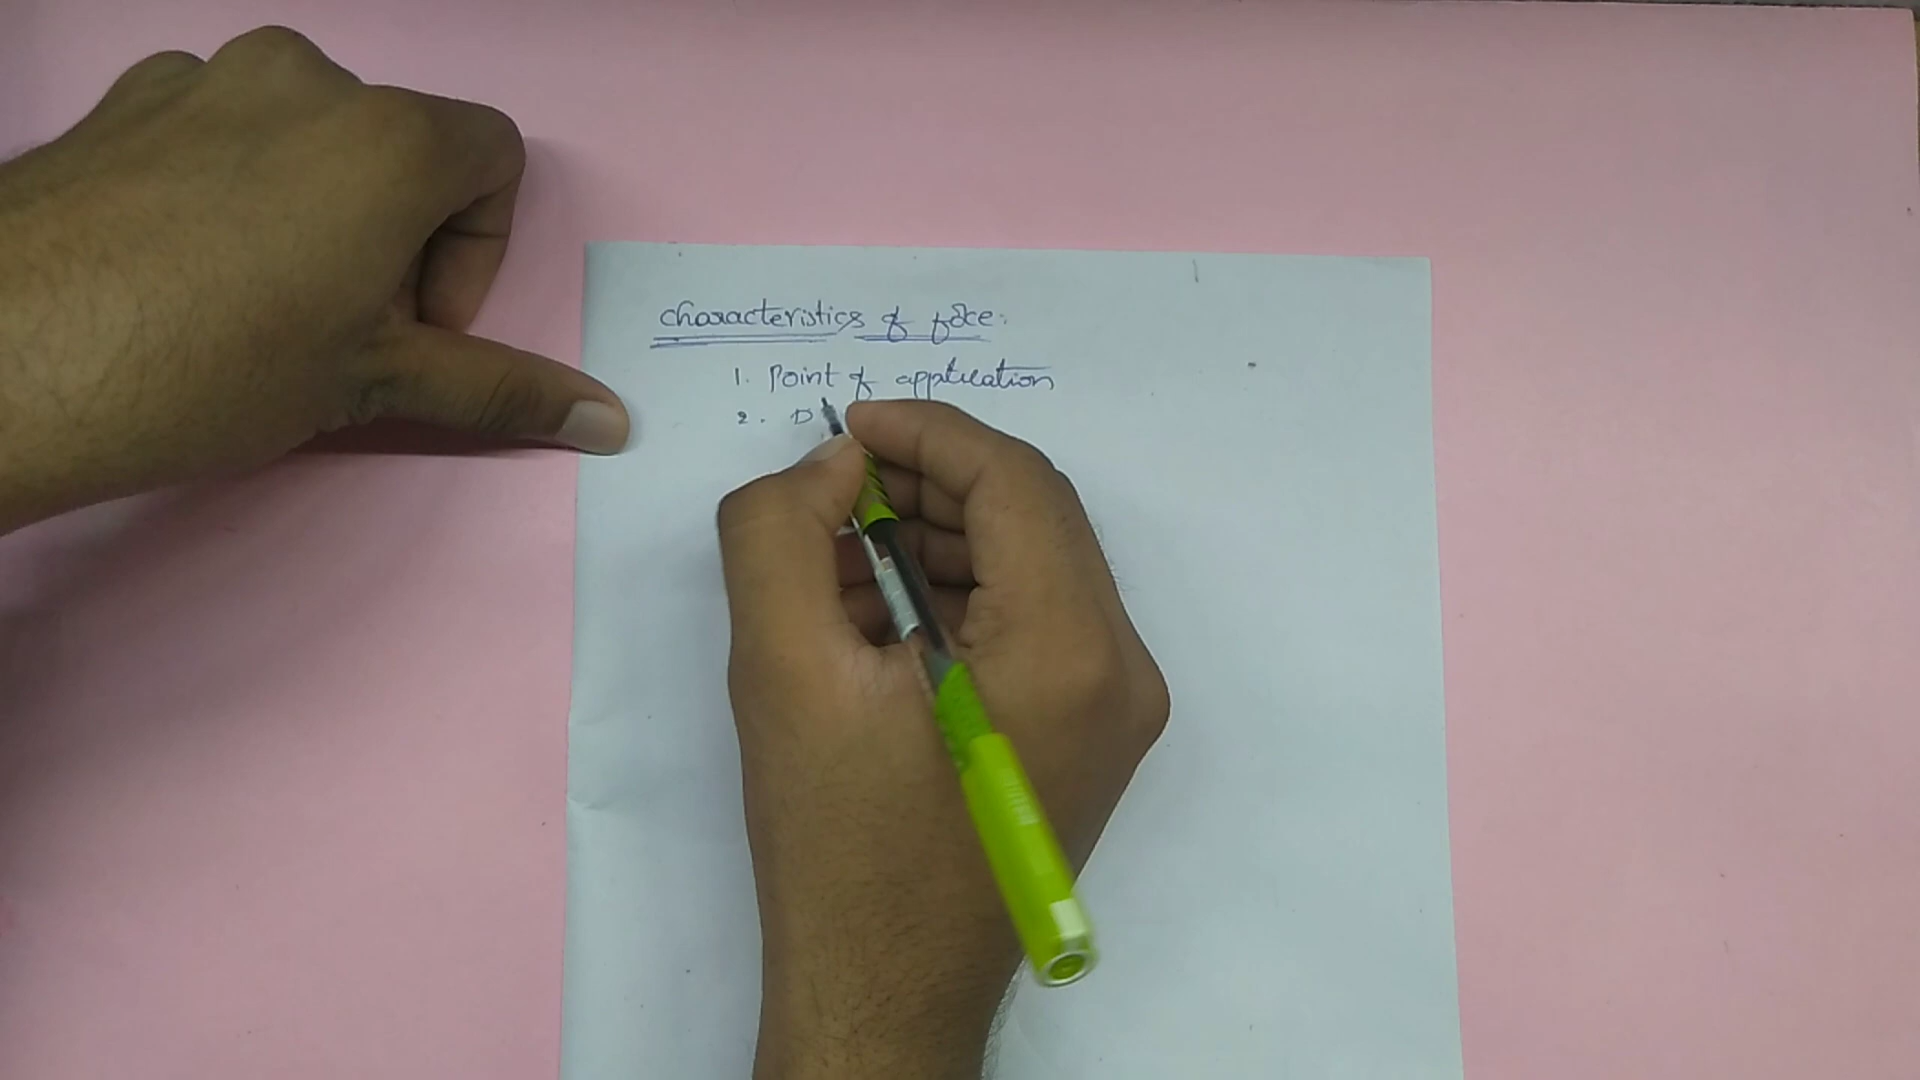 characteristics of force:
1. Point of application
2. D